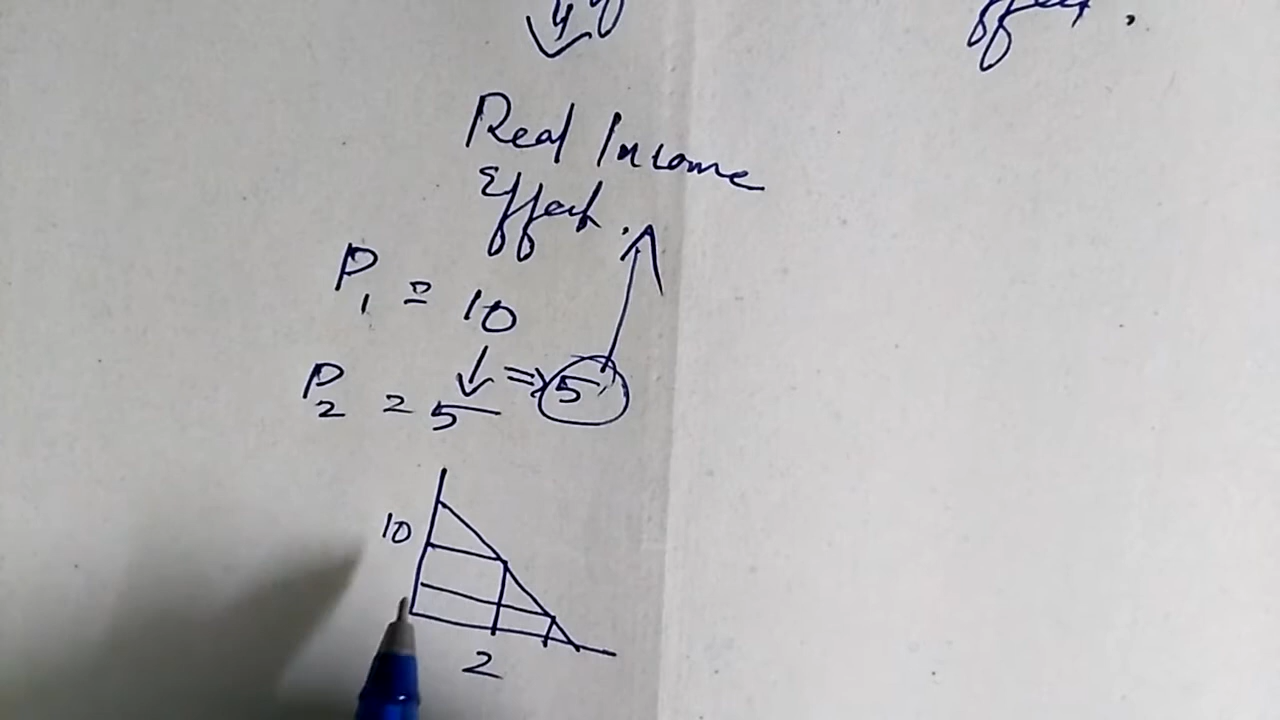 Real Income
Effect.
P1 = 10
P2 = 5 => 5
10
2